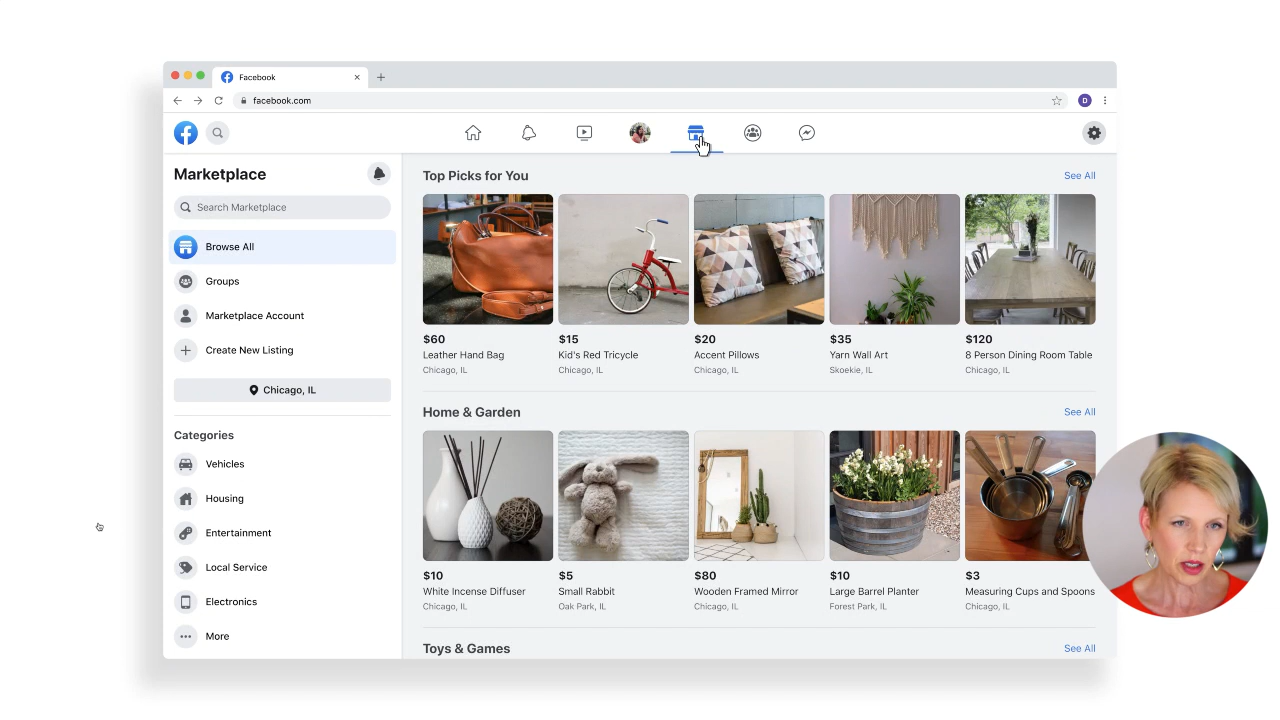 Facebook
facebook.com
Marketplace
Search Marketplace
Browse All
Groups
Marketplace Account
Create New Listing
Chicago, IL
Categories
Vehicles
Housing
Entertainment
Local Service
Electronics
More
Top Picks for You
See All
$60
Leather Hand Bag
Chicago, IL
$15
Kid's Red Tricycle
Chicago, IL
$20
Accent Pillows
Chicago, IL
$35
Yarn Wall Art
Skoekie, IL
$120
8 Person Dining Room Table
Chicago, IL
Home & Garden
See All
$10
White Incense Diffuser
Chicago, IL
$5
Small Rabbit
Oak Park, IL
$80
Wooden Framed Mirror
Chicago, IL
$10
Large Barrel Planter
Forest Park, IL
$3
Measuring Cups and Spoons
Chicago, IL
Toys & Games
See All
D